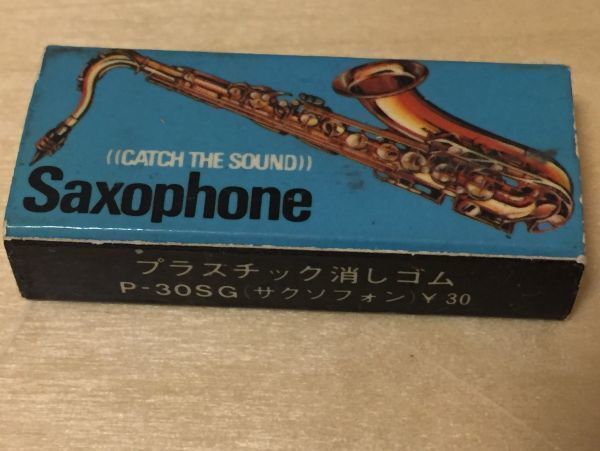 ((CATCH THE SOUND))
Saxophone
プラスチック消しゴム
P-30SG(サクソフォン)¥30